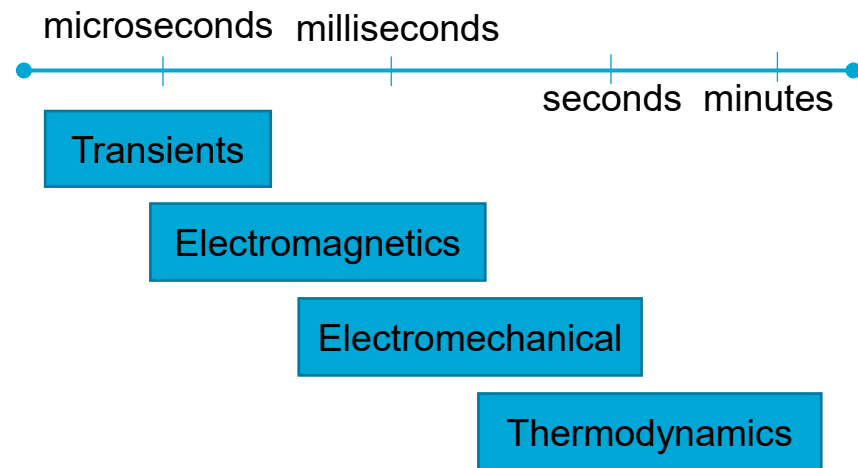 microseconds milliseconds
seconds minutes
Transients
Electromagnetics
Electromechanical
Thermodynamics